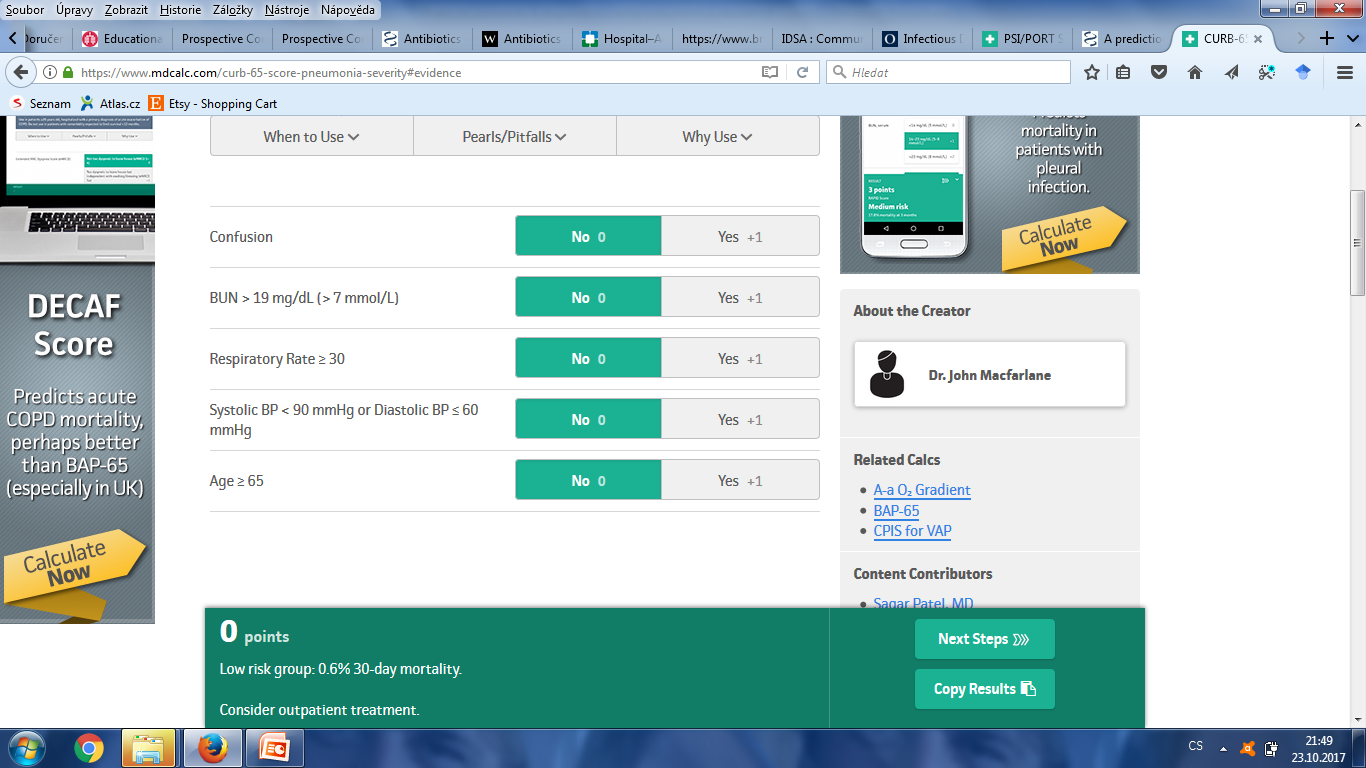 Soubor Úpravy Zobrazit Historie Záložky Nástroje Nápověda
Doručen Educationa Prospective Co Prospective Co Antibiotics Antibiotics Hospital–A https://www.br IDSA : Commu Infectious PSI/PORT S A predictio CURB-65
https://www.mdcalc.com/curb-65-score-pneumonia-severity#evidence
Hledat
Seznam Atlas.cz Etsy - Shopping Cart
When to Use Pearls/Pitfalls Why Use
Confusion No 0 Yes +1
BUN > 19 mg/dL (> 7 mmol/L) No 0 Yes +1
Respiratory Rate ≥ 30 No 0 Yes +1
Systolic BP < 90 mmHg or Diastolic BP ≤ 60
mmHg
No 0 Yes +1
Age ≥ 65 No 0 Yes +1
0 points
Low risk group: 0.6% 30-day mortality.
Consider outpatient treatment.
Next Steps
Copy Results
DECAF
Score
Predicts acute
COPD mortality,
perhaps better
than BAP-65
(especially in UK)
Calculate
Now
3 points
Medium risk
Predicts
mortality in
patients with
pleural
infection.
Calculate
Now
About the Creator
Dr. John Macfarlane
Related Calcs
A-a O₂ Gradient
BAP-65
CPIS for VAP
Content Contributors
Sagar Patel, MD
CS
21:49
23.10.2017